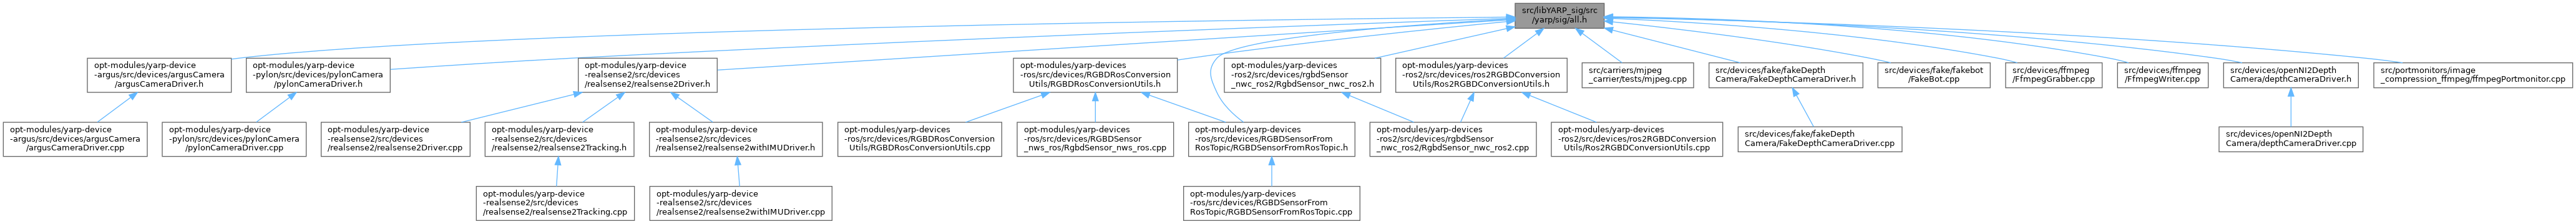 src/libYARP_sig/src
/yarp/sig/all.h
opt-modules/yarp-device
-argus/src/devices/argusCamera
/argusCameraDriver.h
opt-modules/yarp-device
-pylon/src/devices/pylonCamera
/pylonCameraDriver.h
opt-modules/yarp-device
-realsense2/src/devices
/realsense2/realsense2Driver.h
opt-modules/yarp-devices
-ros/src/devices/RGBDRosConversion
Utils/RGBDRosConversionUtils.h
opt-modules/yarp-devices
-ros2/src/devices/rgbdSensor
_nwc_ros2/RgbdSensor_nwc_ros2.h
opt-modules/yarp-devices
-ros2/src/devices/ros2RGBDConversion
Utils/Ros2RGBDConversionUtils.h
src/carriers/mjpeg
_carrier/tests/mjpeg.cpp
src/devices/fake/fakeDepth
Camera/FakeDepthCameraDriver.h
src/devices/fake/fakebot
/FakeBot.cpp
src/devices/ffmpeg
/FfmpegGrabber.cpp
src/devices/ffmpeg
/FfmpegWriter.cpp
src/devices/openNI2Depth
Camera/depthCameraDriver.h
src/portmonitors/image
_compression_ffmpeg/ffmpegPortmonitor.cpp
opt-modules/yarp-device
-argus/src/devices/argusCamera
/argusCameraDriver.cpp
opt-modules/yarp-device
-pylon/src/devices/pylonCamera
/pylonCameraDriver.cpp
opt-modules/yarp-device
-realsense2/src/devices
/realsense2/realsense2Driver.cpp
opt-modules/yarp-device
-realsense2/src/devices
/realsense2/realsense2Tracking.h
opt-modules/yarp-device
-realsense2/src/devices
/realsense2/realsense2withIMUDriver.h
opt-modules/yarp-devices
-ros/src/devices/RGBDRosConversion
Utils/RGBDRosConversionUtils.cpp
opt-modules/yarp-devices
-ros/src/devices/RGBDSensor
_nws_ros/RgbdSensor_nws_ros.cpp
opt-modules/yarp-devices
-ros/src/devices/RGBDSensorFrom
RosTopic/RGBDSensorFromRosTopic.h
opt-modules/yarp-devices
-ros2/src/devices/rgbdSensor
_nwc_ros2/RgbdSensor_nwc_ros2.cpp
opt-modules/yarp-devices
-ros2/src/devices/ros2RGBDConversion
Utils/Ros2RGBDConversionUtils.cpp
src/devices/fake/fakeDepth
Camera/FakeDepthCameraDriver.cpp
src/devices/openNI2Depth
Camera/depthCameraDriver.cpp
opt-modules/yarp-device
-realsense2/src/devices
/realsense2/realsense2Tracking.cpp
opt-modules/yarp-device
-realsense2/src/devices
/realsense2/realsense2withIMUDriver.cpp
opt-modules/yarp-devices
-ros/src/devices/RGBDSensorFrom
RosTopic/RGBDSensorFromRosTopic.cpp